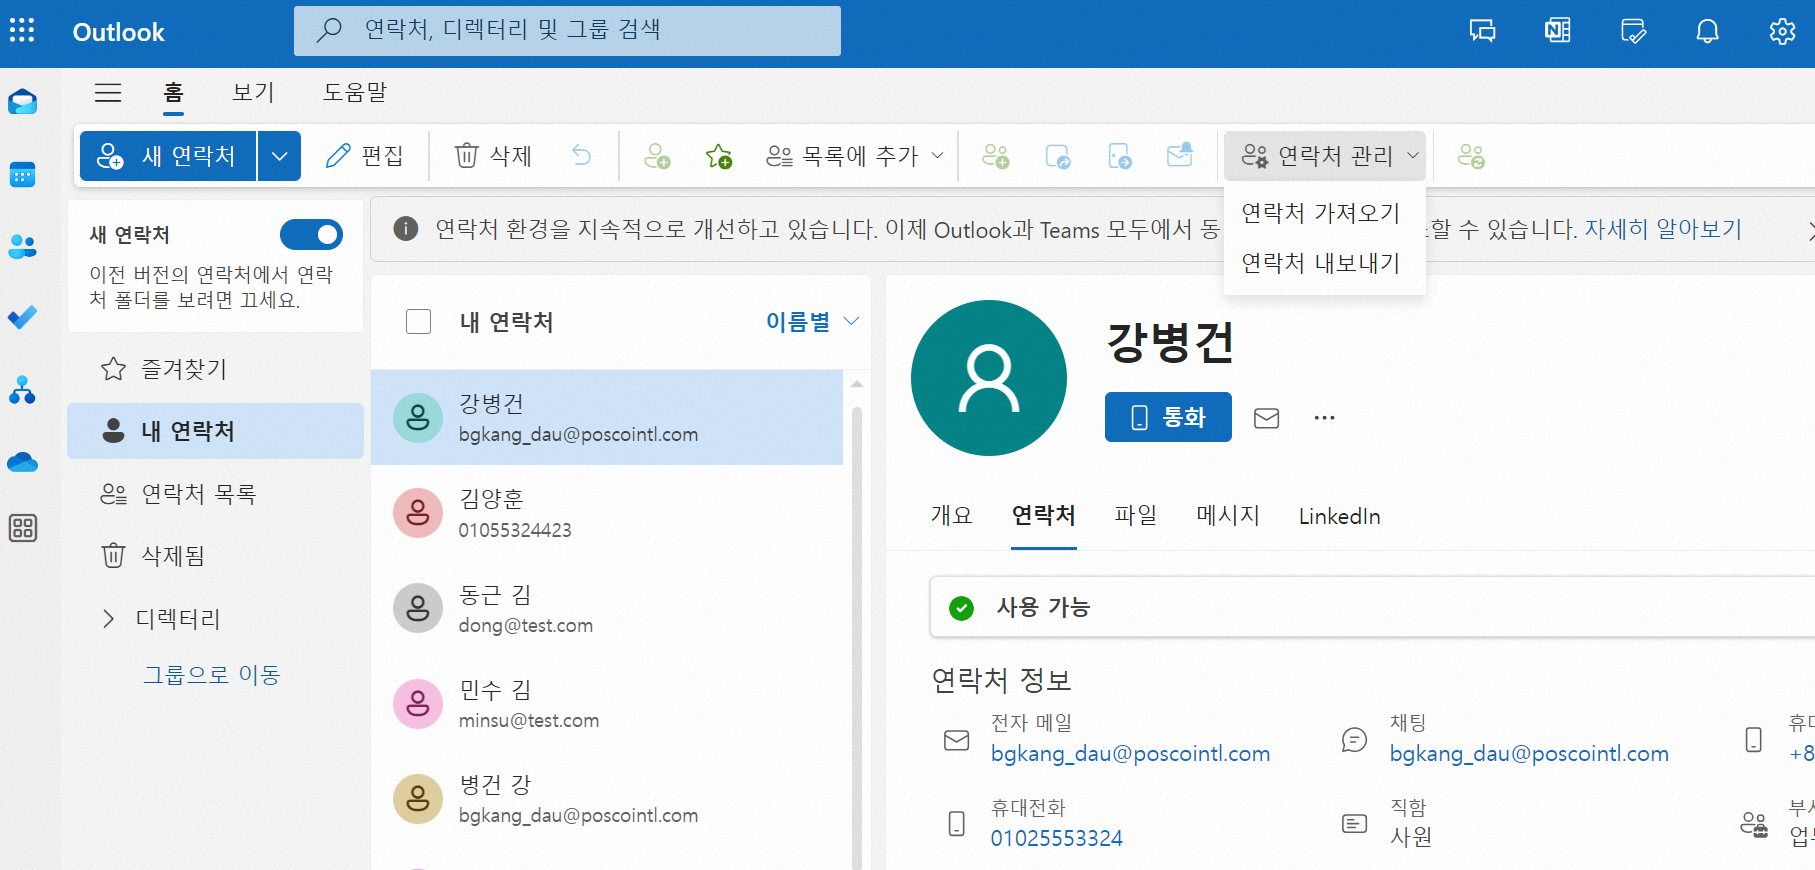 Outlook
연락처, 디렉터리 및 그룹 검색
홈 보기 도움말
새 연락처 편집 삭제 목록에 추가 연락처 관리
연락처 가져오기
연락처 내보내기
새 연락처
이전 버전의 연락처에서 연락
처 폴더를 보려면 끄세요.
연락처 환경을 지속적으로 개선하고 있습니다. 이제 Outlook과 Teams 모두에서 동 할 수 있습니다. 자세히 알아보기
즐겨찾기
내 연락처
연락처 목록
삭제됨
디렉터리
그룹으로 이동
내 연락처 이름별
강병건
bgkang_dau@poscointl.com
김양훈
01055324423
동근 김
dong@test.com
민수 김
minsu@test.com
병건 강
bgkang_dau@poscointl.com
강병건
통화
개요 연락처 파일 메시지 LinkedIn
사용 가능
연락처 정보
전자 메일
bgkang_dau@poscointl.com
채팅
bgkang_dau@poscointl.com
+8
휴대전화
01025553324
직함
사원